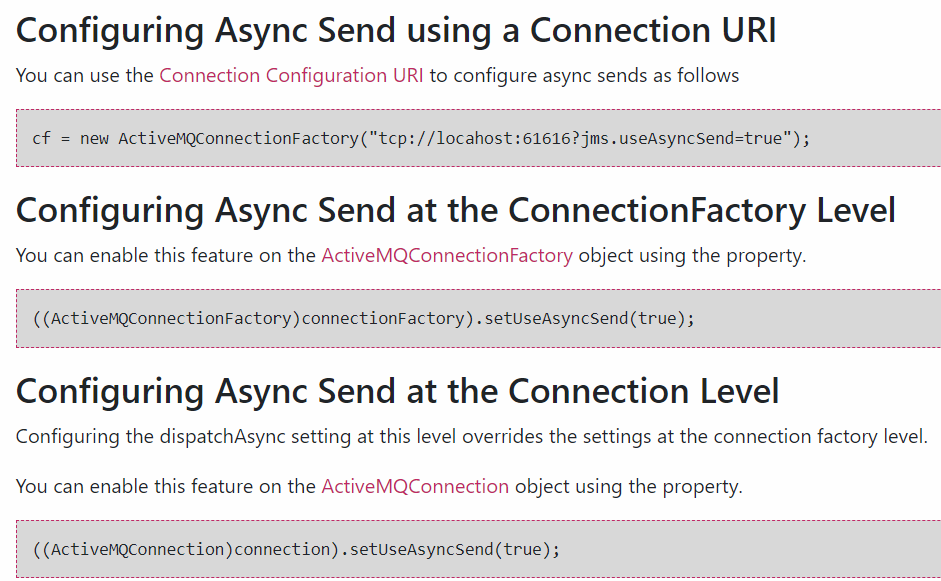 Configuring Async Send using a Connection URI
You can use the Connection Configuration URI to configure async sends as follows
cf = new ActiveMQConnectionFactory("tcp://locahost:61616?jms.useAsyncSend=true");
Configuring Async Send at the ConnectionFactory Level
You can enable this feature on the ActiveMQConnectionFactory object using the property.
((ActiveMQConnectionFactory)connectionFactory).setUseAsyncSend(true);
Configuring Async Send at the Connection Level
Configuring the dispatchAsync setting at this level overrides the settings at the connection factory level.
You can enable this feature on the ActiveMQConnection object using the property.
((ActiveMQConnection)connection).setUseAsyncSend(true);